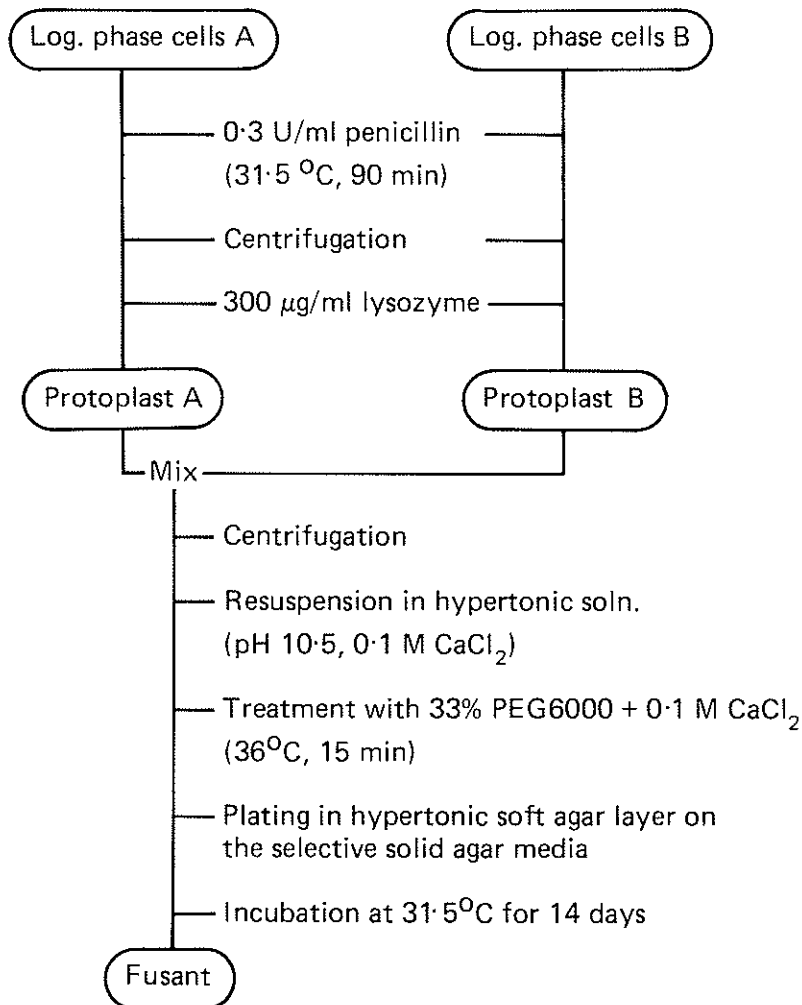 Log. phase cells A
Log. phase cells B
0·3 U/ml penicillin
(31·5 °C, 90 min)
Centrifugation
300 μg/ml lysozyme
Protoplast A
Protoplast B
Mix
Centrifugation
Resuspension in hypertonic soln.
(pH 10·5, 0·1 M CaCl₂)
Treatment with 33% PEG6000 + 0·1 M CaCl₂
(36°C, 15 min)
Plating in hypertonic soft agar layer on
the selective solid agar media
Incubation at 31·5°C for 14 days
Fusant